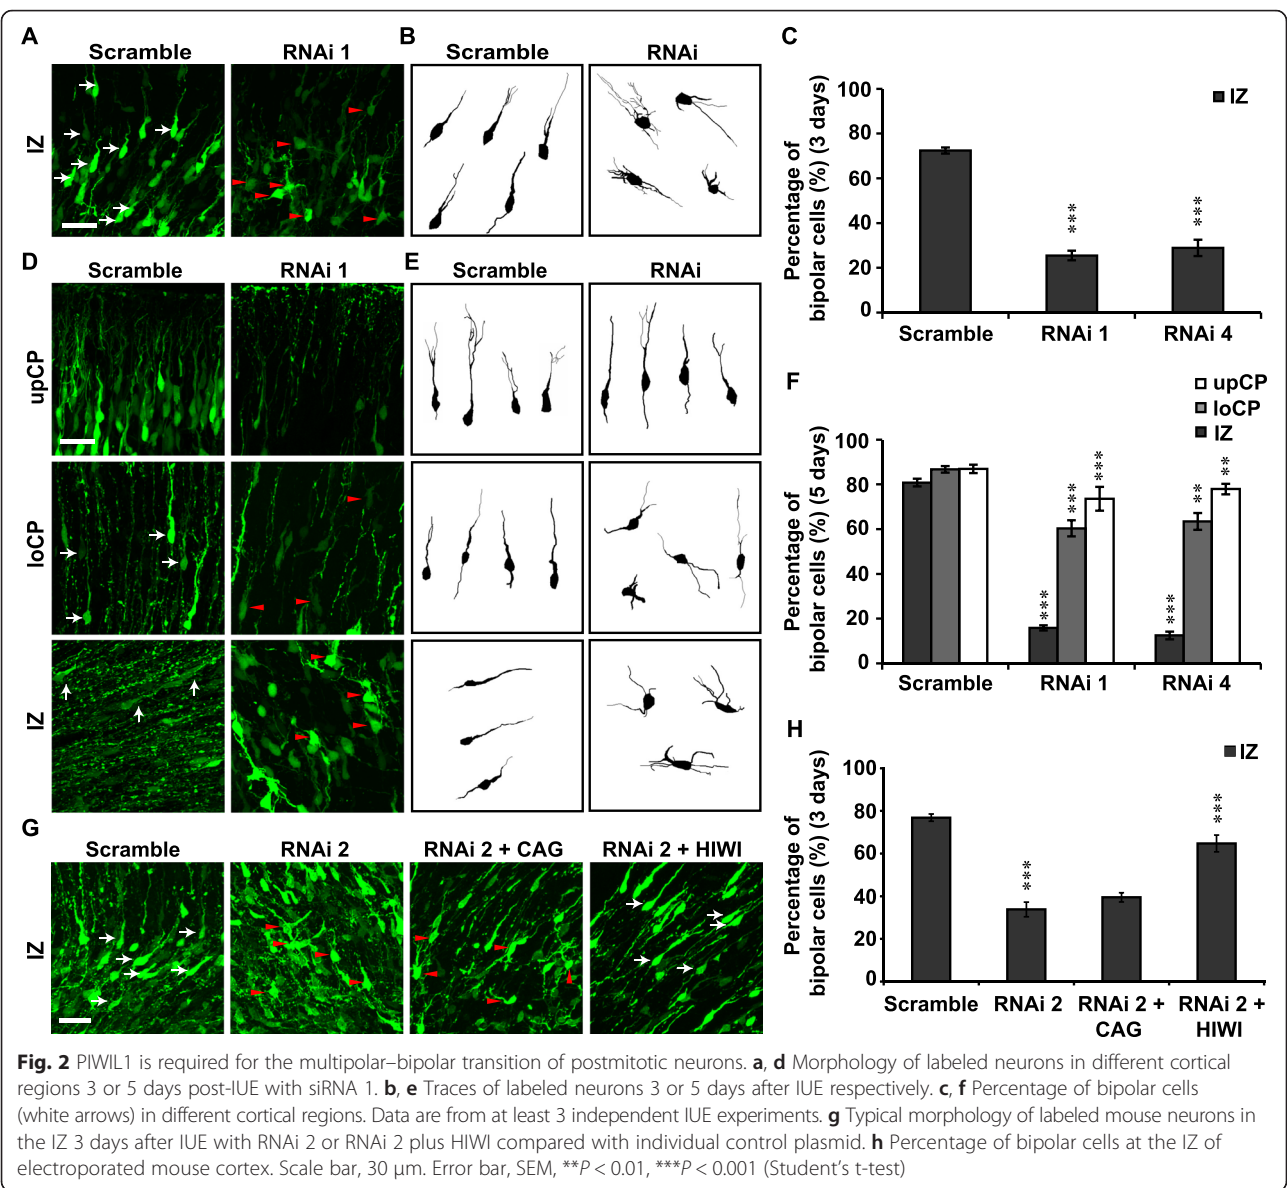 A
Scramble
RNAi 1
IZ
B
Scramble
RNAi
C
Percentage of
bipolar cells (%) (3 days)
100
80
60
40
20
0
IZ
***
***
Scramble
RNAi 1
RNAi 4
D
Scramble
RNAi 1
upCP
loCP
IZ
E
Scramble
RNAi
F
Percentage of
bipolar cells (%) (5 days)
upCP
loCP
IZ
100
80
60
40
20
0
***
***
***
***
**
**
Scramble
RNAi 1
RNAi 4
G
Scramble
RNAi 2
RNAi 2 + CAG
RNAi 2 + HIWI
IZ
H
Percentage of
bipolar cells (%) (3 days)
IZ
100
80
60
40
20
0
***
***
Scramble
RNAi 2
RNAi 2 +
CAG
RNAi 2 +
HIWI
Fig. 2 PIWIL1 is required for the multipolar–bipolar transition of postmitotic neurons. a, d Morphology of labeled neurons in different cortical
regions 3 or 5 days post-IUE with siRNA 1. b, e Traces of labeled neurons 3 or 5 days after IUE respectively. c, f Percentage of bipolar cells
(white arrows) in different cortical regions. Data are from at least 3 independent IUE experiments. g Typical morphology of labeled mouse neurons in
the IZ 3 days after IUE with RNAi 2 or RNAi 2 plus HIWI compared with individual control plasmid. h Percentage of bipolar cells at the IZ of
electroporated mouse cortex. Scale bar, 30 μm. Error bar, SEM, **P < 0.01, ***P < 0.001 (Student's t-test)